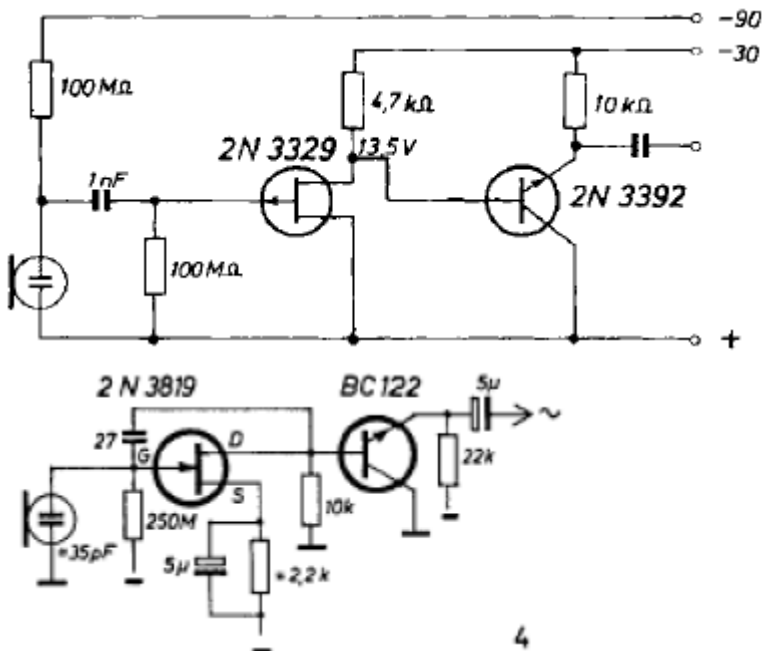 -90
-30
100 MΩ
4,7 kΩ
10 kΩ
2N 3329
13,5 V
1 nF
2N 3392
100 MΩ
+
2 N 3819
BC 122
5µ
27
D
G
~
22k
S
250M
10k
≈35pF
5µ
≈2,2k
4